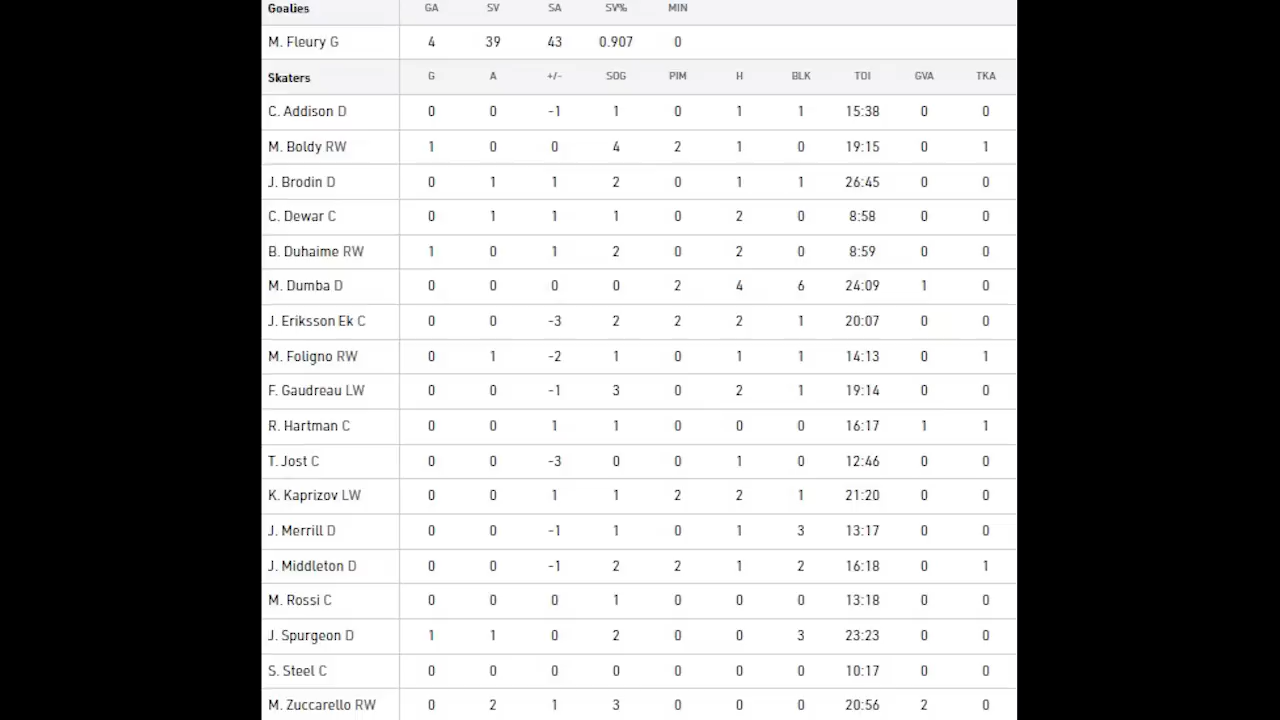 Goalies GA SV SA SV% MIN
M. Fleury G 4 39 43 0.907 0
Skaters G A +/- SOG PIM H BLK TOI GVA TKA
C. Addison D 0 0 -1 1 0 1 1 15:38 0 0
M. Boldy RW 1 0 0 4 2 1 0 19:15 0 1
J. Brodin D 0 1 1 2 0 1 1 26:45 0 0
C. Dewar C 0 1 1 1 0 2 0 8:58 0 0
B. Duhaime RW 1 0 1 2 0 2 0 8:59 0 0
M. Dumba D 0 0 0 0 2 4 6 24:09 1 0
J. Eriksson Ek C 0 0 -3 2 2 2 1 20:07 0 0
M. Foligno RW 0 1 -2 1 0 1 1 14:13 0 1
F. Gaudreau LW 0 0 -1 3 0 2 1 19:14 0 0
R. Hartman C 0 0 1 1 0 0 0 16:17 1 1
T. Jost C 0 0 -3 0 0 1 0 12:46 0 0
K. Kaprizov LW 0 0 1 1 2 2 1 21:20 0 0
J. Merrill D 0 0 -1 1 0 1 3 13:17 0 0
J. Middleton D 0 0 -1 2 2 1 2 16:18 0 1
M. Rossi C 0 0 0 1 0 0 0 13:18 0 0
J. Spurgeon D 1 1 0 2 0 0 3 23:23 0 0
S. Steel C 0 0 0 0 0 0 0 10:17 0 0
M. Zuccarello RW 0 2 1 3 0 0 0 20:56 2 0